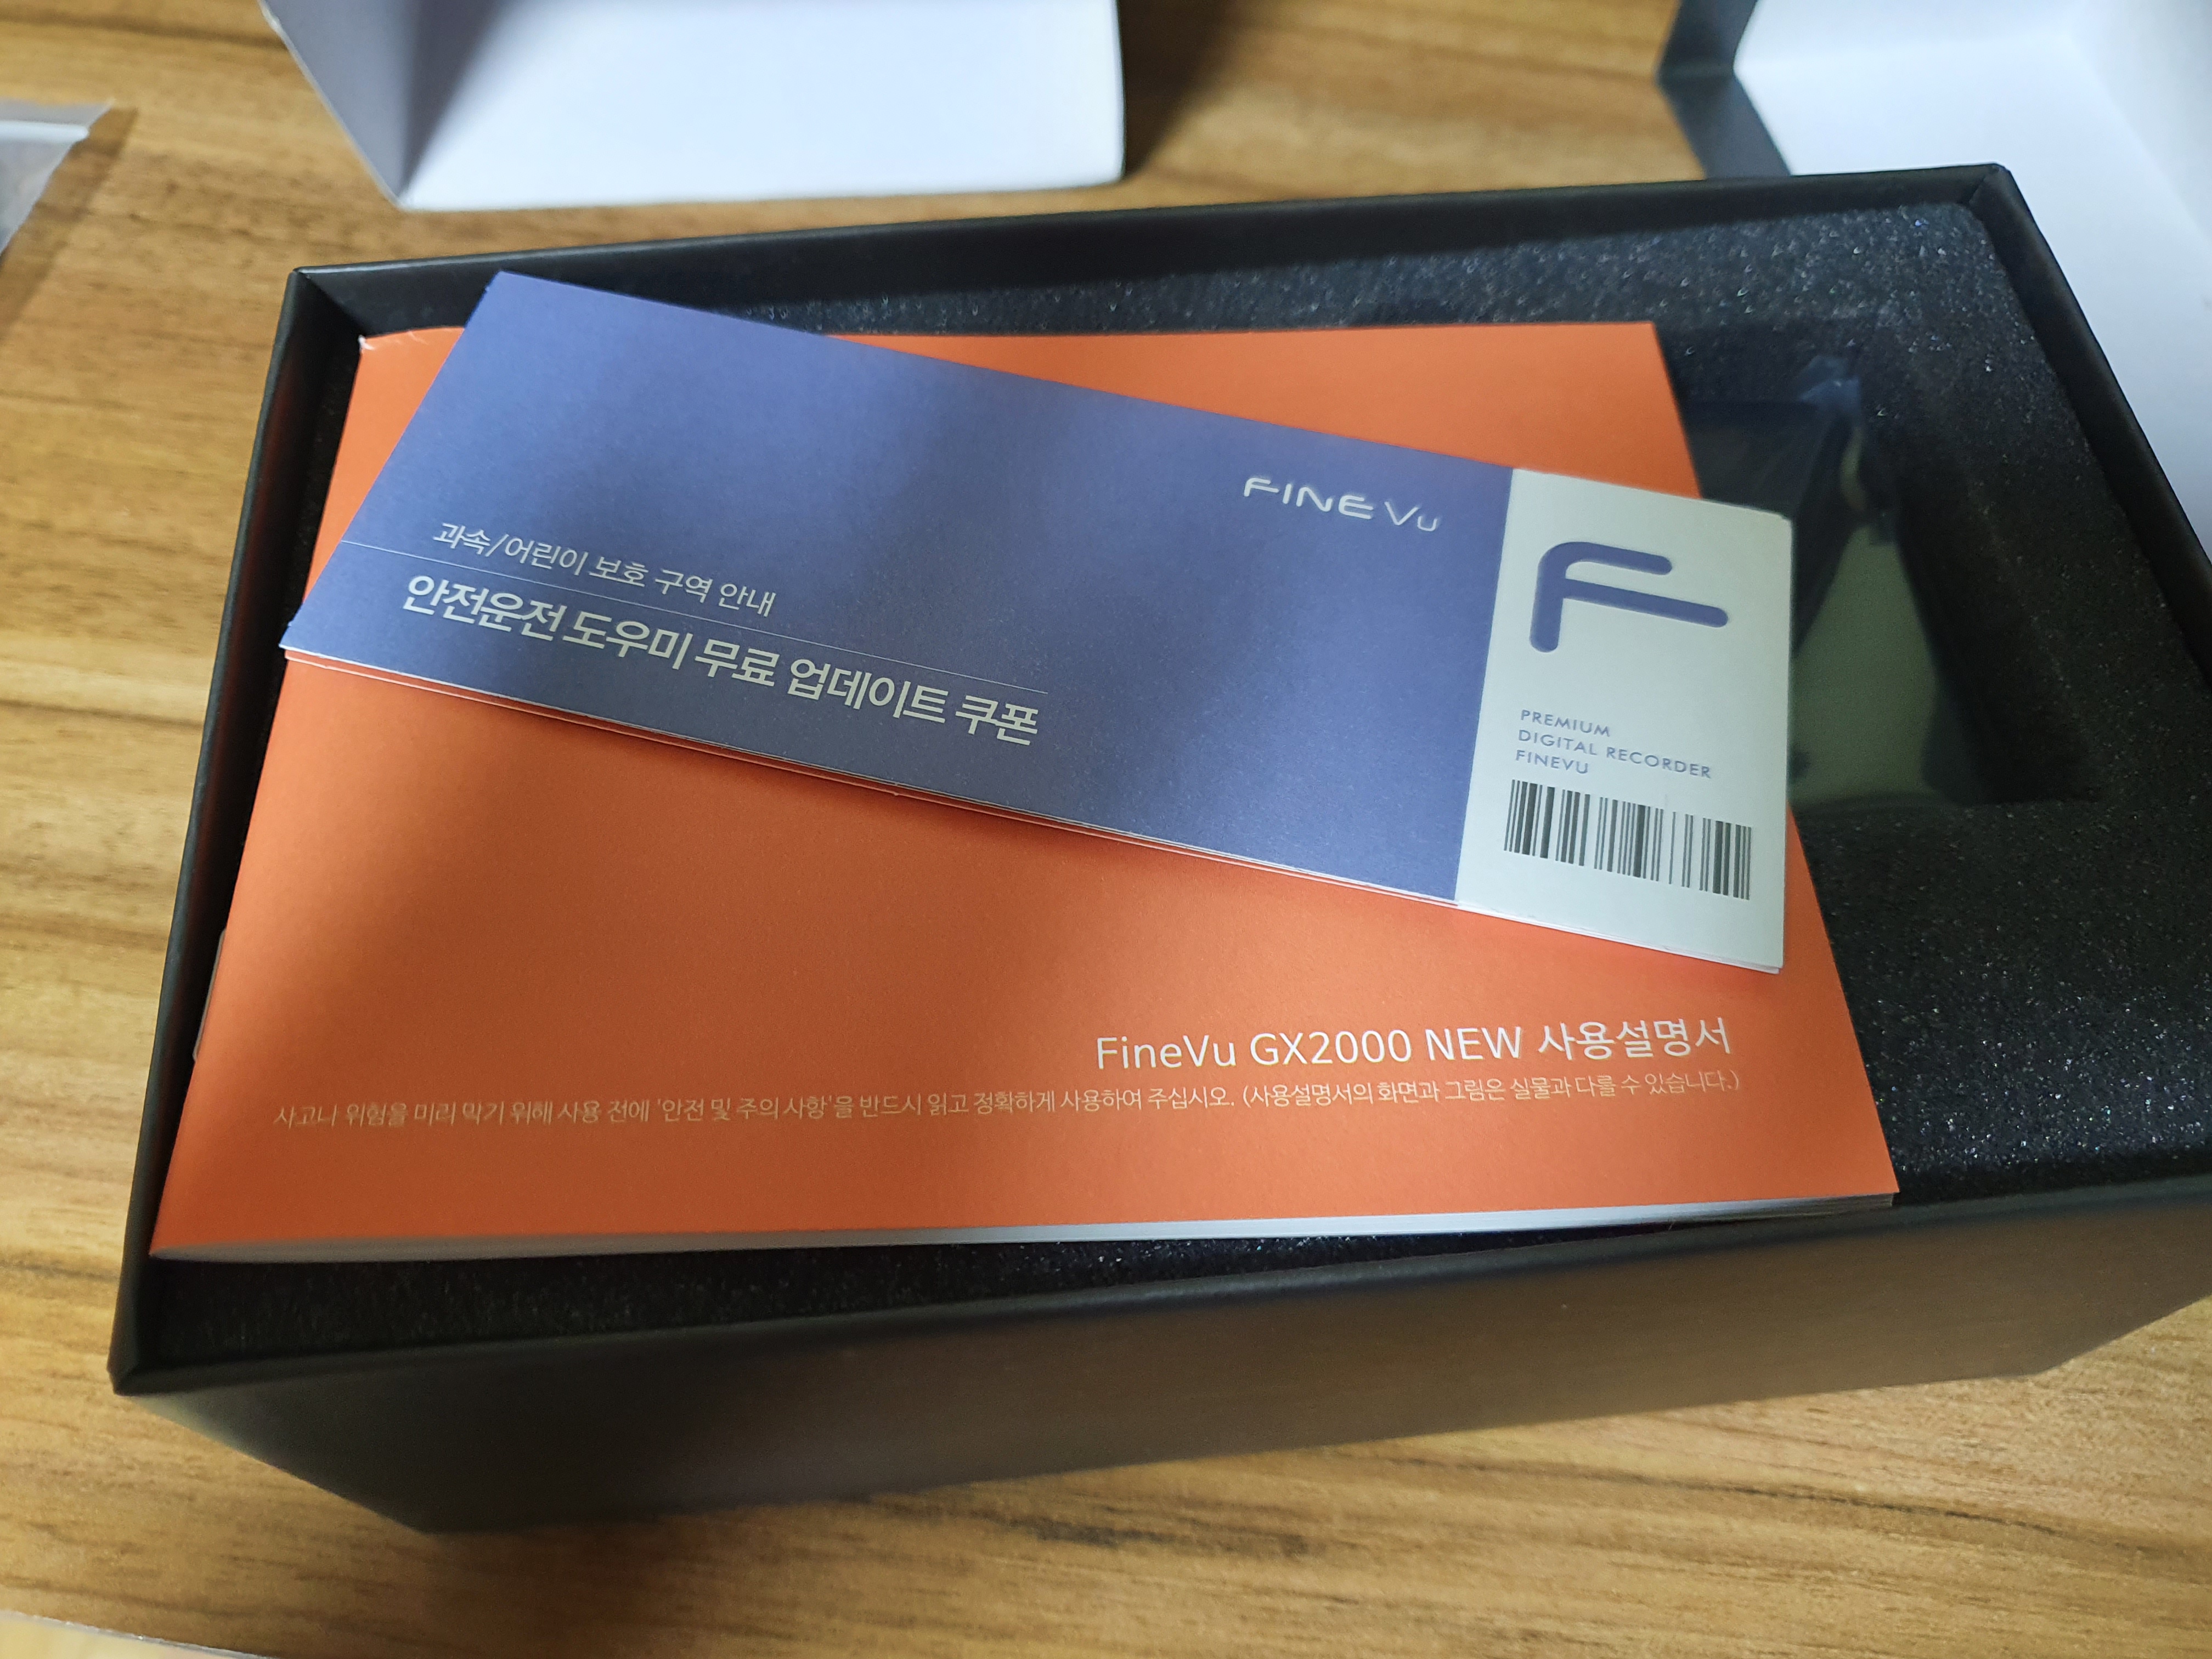 FINE Vu
과속/어린이 보호 구역 안내
안전운전 도우미 무료 업데이트 쿠폰
F
PREMIUM
DIGITAL RECORDER
FINEVU
FineVu GX2000 NEW 사용설명서
사고나 위험을 미리 막기 위해 사용 전에 '안전 및 주의 사항'을 반드시 읽고 정확하게 사용하여 주십시오. (사용설명서의 화면과 그림은 실물과 다를 수 있습니다.)